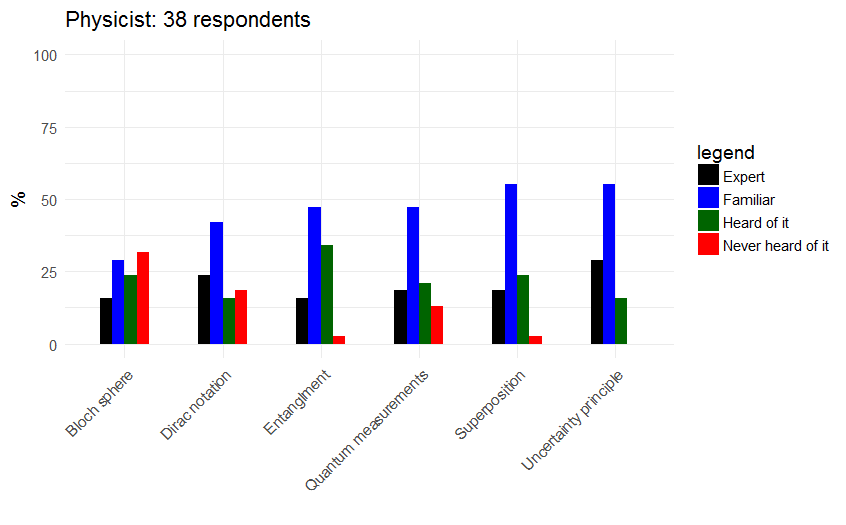 Physicist: 38 respondents
100
75
50
25
0
%
Bloch sphere
Dirac notation
Entanglment
Quantum measurements
Superposition
Uncertainty principle
legend
Expert
Familiar
Heard of it
Never heard of it